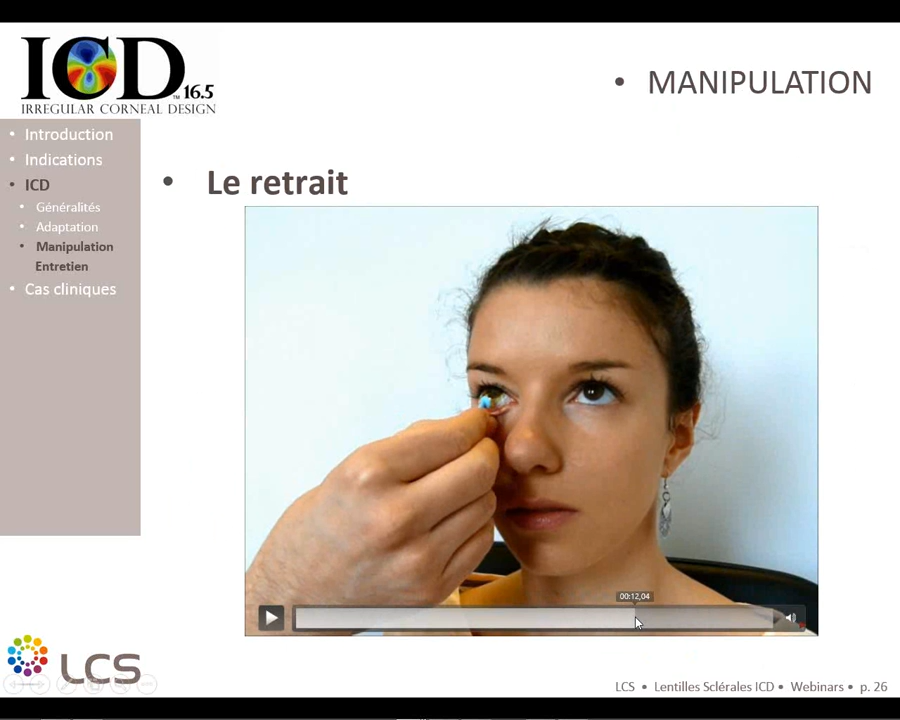 ICD
™ 16.5
IRREGULAR CORNEAL DESIGN
• MANIPULATION
• Introduction
• Indications
• ICD
• Généralités
• Adaptation
• Manipulation
Entretien
• Cas cliniques
• Le retrait
00:12,04
LCS
LCS • Lentilles Sclérales ICD • Webinars • p. 26